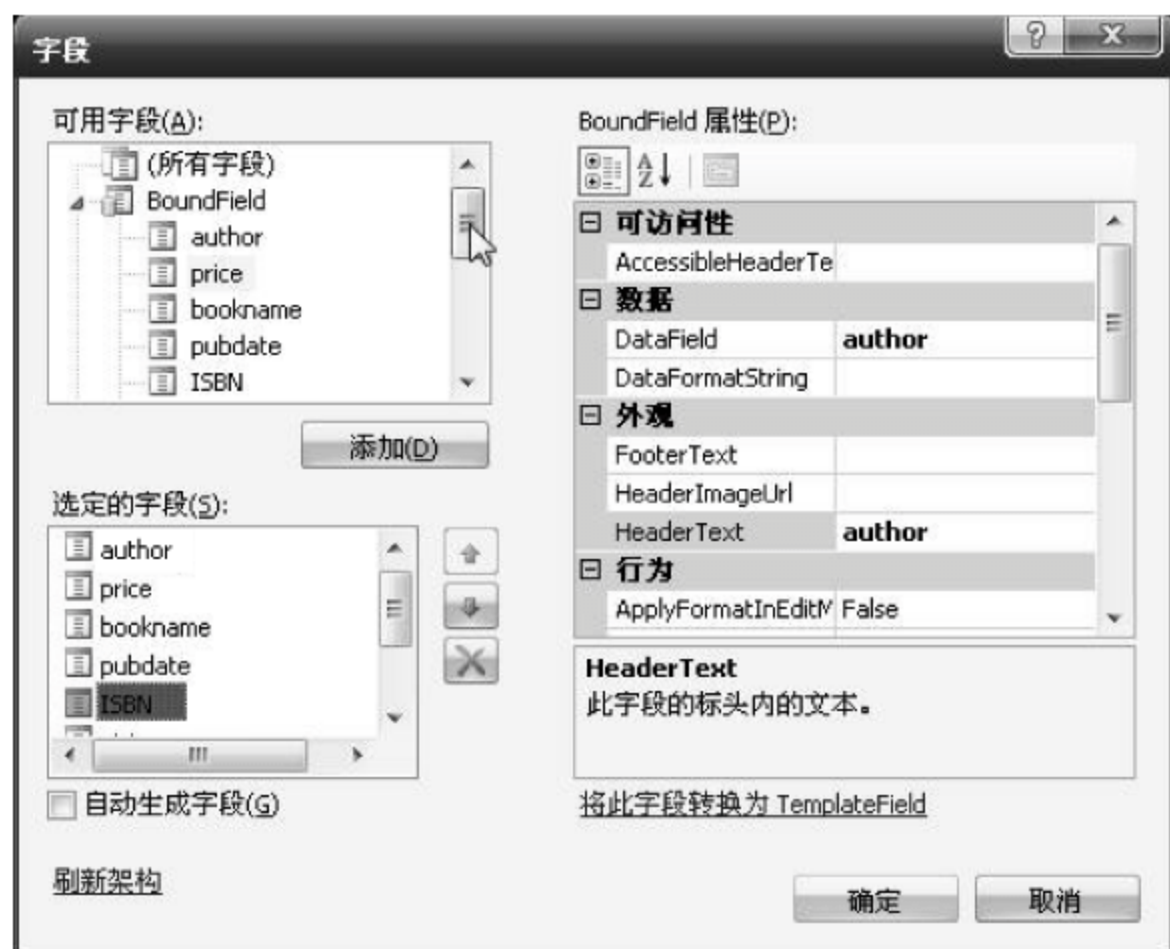 字段
可用字段(A):
(所有字段)
BoundField
author
price
bookname
pubdate
ISBN
添加(D)
选定的字段(S):
author
price
bookname
pubdate
ISBN
自动生成字段(G)
刷新架构
BoundField 属性(P):
可访问性
AccessibleHeaderTe
数据
DataField author
DataFormatString
外观
FooterText
HeaderImageUrl
HeaderText author
行为
ApplyFormatInEditM False
HeaderText
此字段的标头内的文本。
将此字段转换为 TemplateField
确定 取消